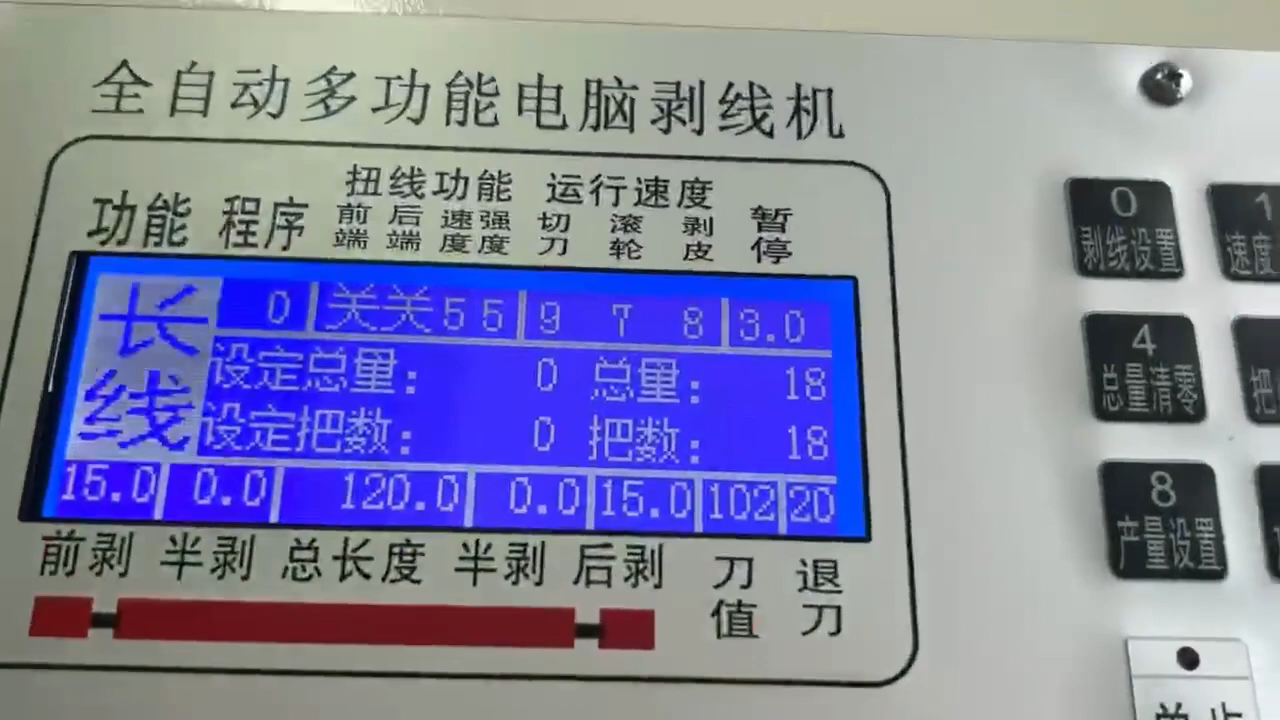 全自动多功能电脑剥线机
扭线功能 运行速度
功能 程序 前端 后端 速度 强度 切刀 滚轮 剥皮 暂停
长线
0 关关55 9 7 8 3.0
设定总量: 0 总量: 18
设定把数: 0 把数: 18
15.0 0.0 120.0 0.0 15.0 102 20
前剥 半剥 总长度 半剥 后剥 刀值 退刀
0 1
剥线设置 速度
4
总量清零 把
8
产量设置